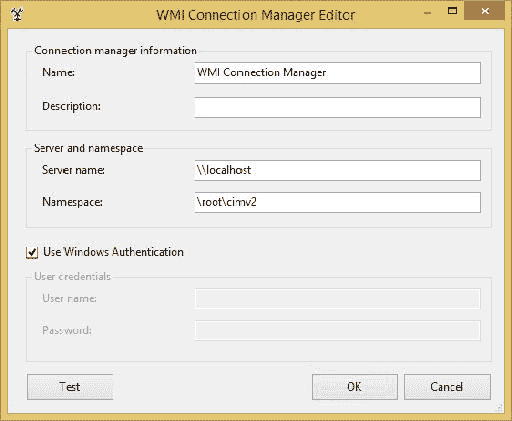 WMI Connection Manager Editor
Connection manager information
Name: WMI Connection Manager
Description:
Server and namespace
Server name: \\localhost
Namespace: \root\cimv2
Use Windows Authentication
User credentials
User name:
Password:
Test OK Cancel